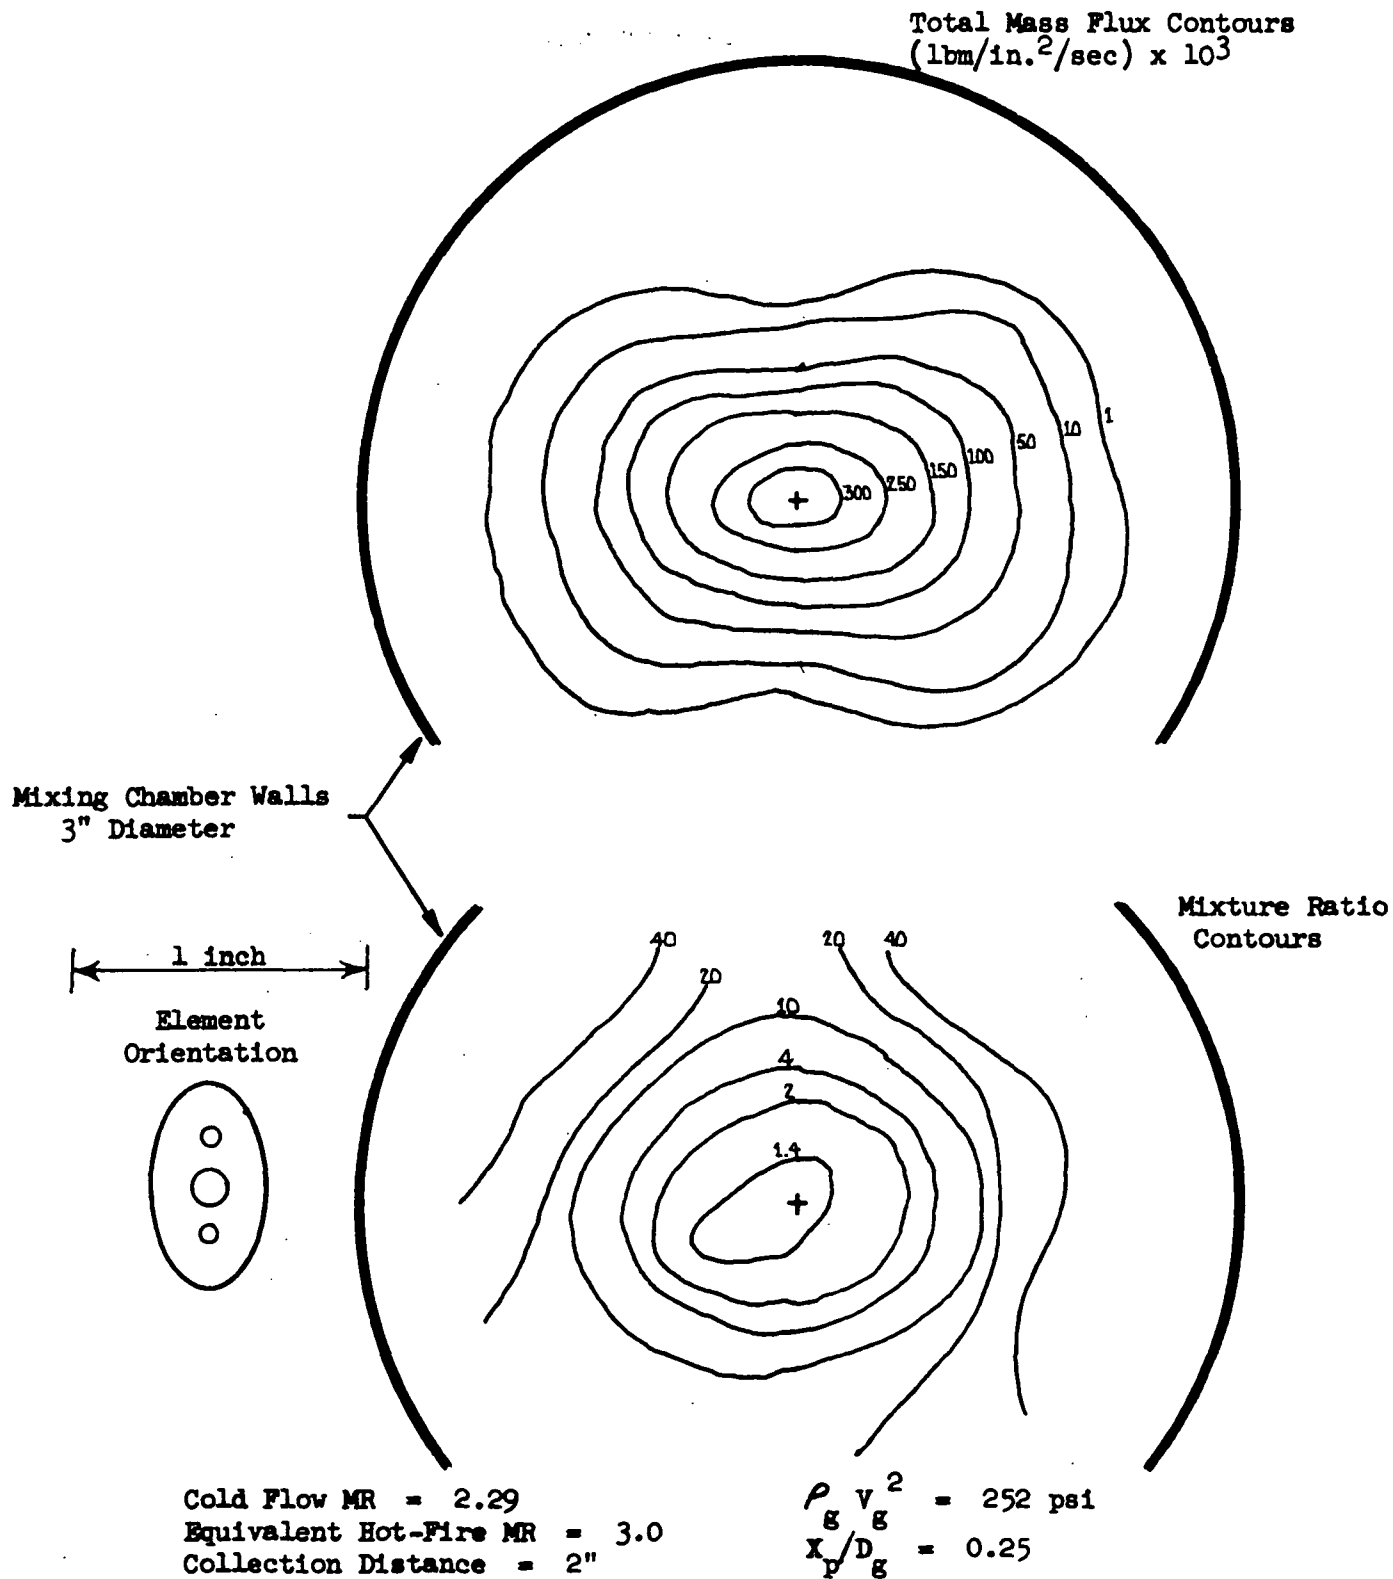 Total Mass Flux Contours
(lbm/in.²/sec) x 10³
1
10
50
100
150
250
300
Mixing Chamber Walls
3" Diameter
Mixture Ratio
Contours
1 inch
40
20
20
40
10
4
2
1.4
Element
Orientation
Cold Flow MR = 2.29
Equivalent Hot-Fire MR = 3.0
Collection Distance = 2"
ρg Vg² = 252 psi
Xp/Dg = 0.25